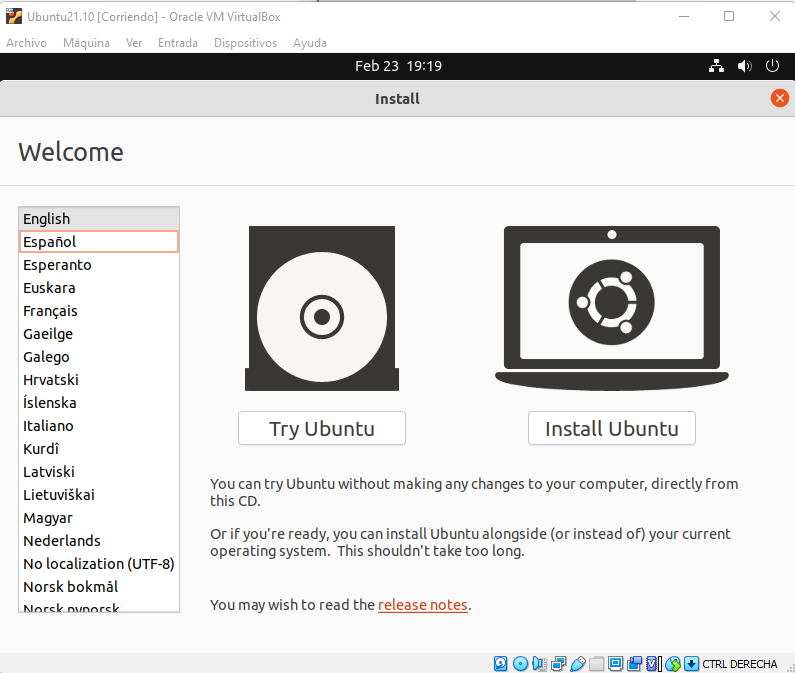 Ubuntu21.10 [Corriendo] - Oracle VM VirtualBox
Archivo Máquina Ver Entrada Dispositivos Ayuda
Feb 23 19:19
Install
Welcome
English
Español
Esperanto
Euskara
Français
Gaeilge
Galego
Hrvatski
Íslenska
Italiano
Kurdî
Latviski
Lietuviškai
Magyar
Nederlands
No localization (UTF-8)
Norsk bokmål
Norsk nynorsk
Try Ubuntu
Install Ubuntu
You can try Ubuntu without making any changes to your computer, directly from
this CD.
Or if you're ready, you can install Ubuntu alongside (or instead of) your current
operating system. This shouldn't take too long.
You may wish to read the release notes.
CTRL DERECHA